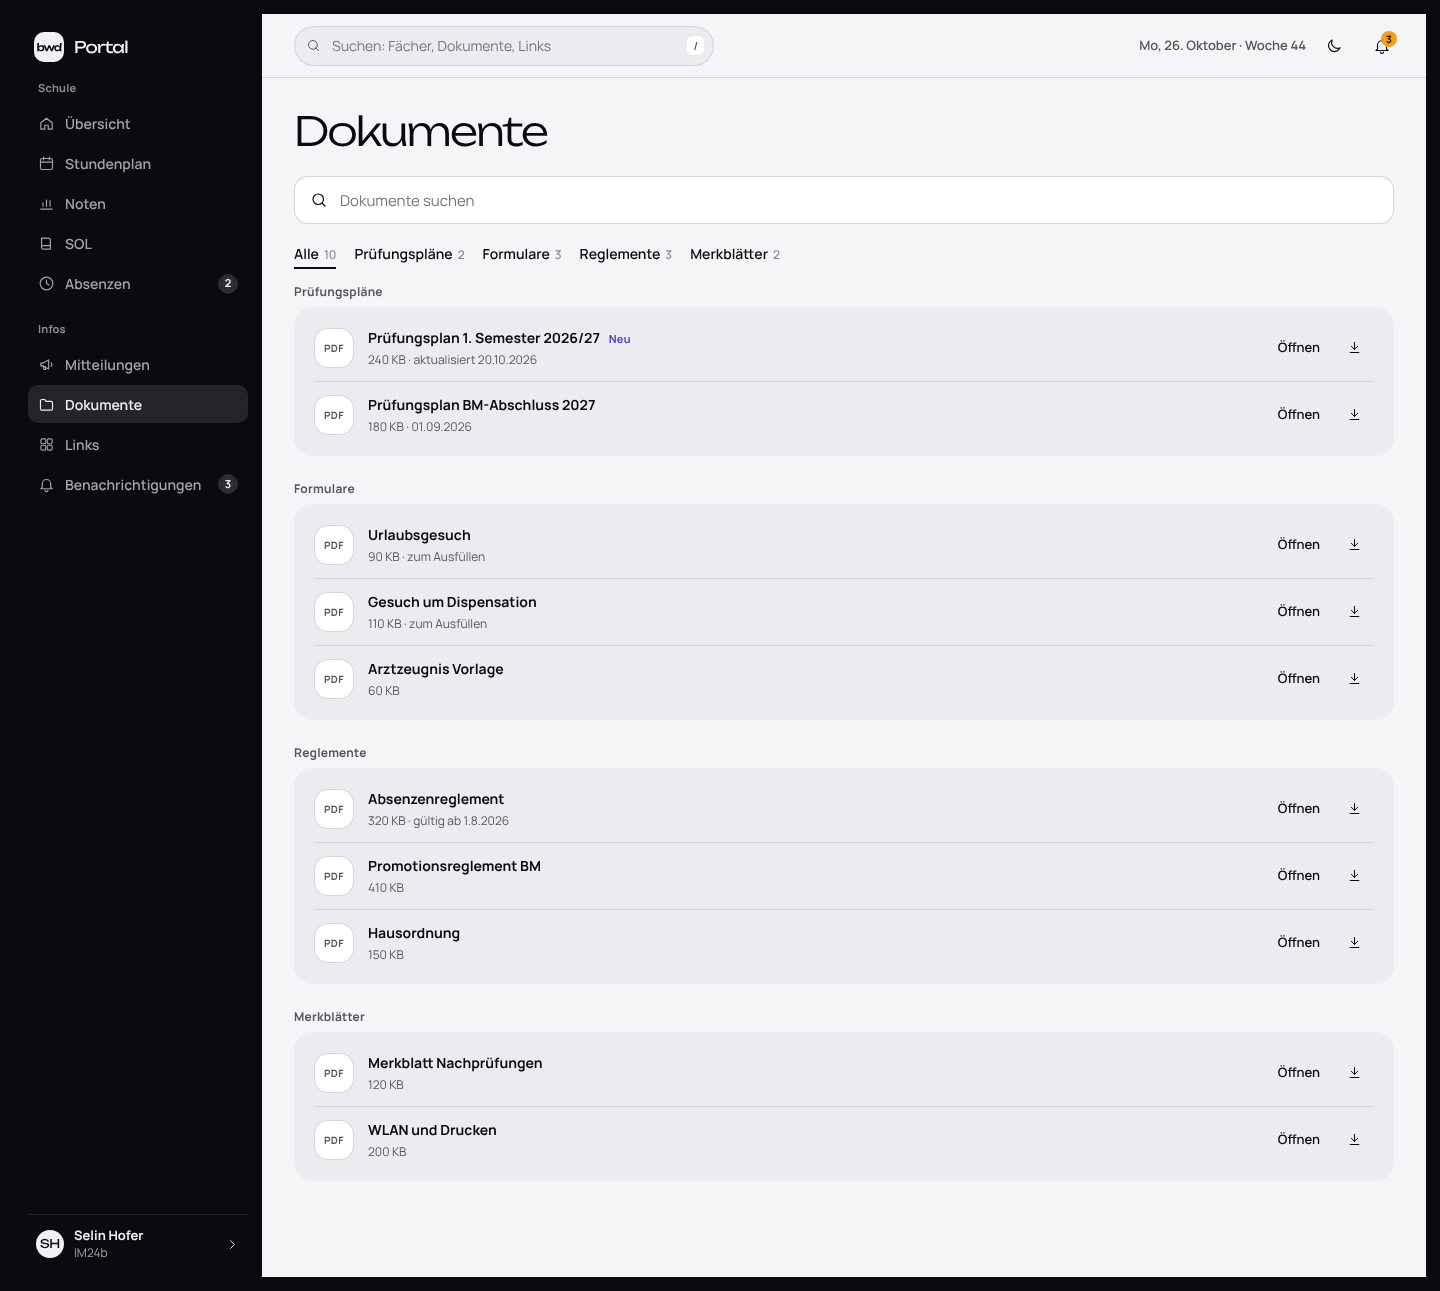 bwd Portal
Schule
Übersicht
Stundenplan
Noten
SOL
Absenzen 2
Infos
Mitteilungen
Dokumente
Links
Benachrichtigungen 3
SH Selin Hofer
IM24b
Suchen: Fächer, Dokumente, Links /
Mo, 26. Oktober · Woche 44 3
Dokumente
Dokumente suchen
Alle 10 Prüfungspläne 2 Formulare 3 Reglemente 3 Merkblätter 2
Prüfungspläne
PDF Prüfungsplan 1. Semester 2026/27 Neu Öffnen
240 KB · aktualisiert 20.10.2026
PDF Prüfungsplan BM-Abschluss 2027 Öffnen
180 KB · 01.09.2026
Formulare
PDF Urlaubsgesuch Öffnen
90 KB · zum Ausfüllen
PDF Gesuch um Dispensation Öffnen
110 KB · zum Ausfüllen
PDF Arztzeugnis Vorlage Öffnen
60 KB
Reglemente
PDF Absenzenreglement Öffnen
320 KB · gültig ab 1.8.2026
PDF Promotionsreglement BM Öffnen
410 KB
PDF Hausordnung Öffnen
150 KB
Merkblätter
PDF Merkblatt Nachprüfungen Öffnen
120 KB
PDF WLAN und Drucken Öffnen
200 KB